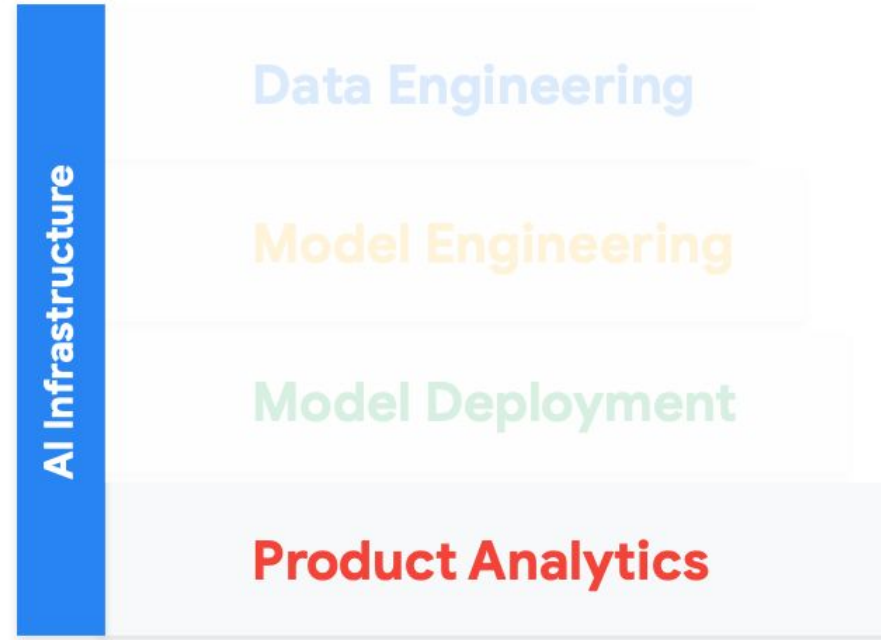 AI Infrastructure
Data Engineering
Model Engineering
Model Deployment
Product Analytics